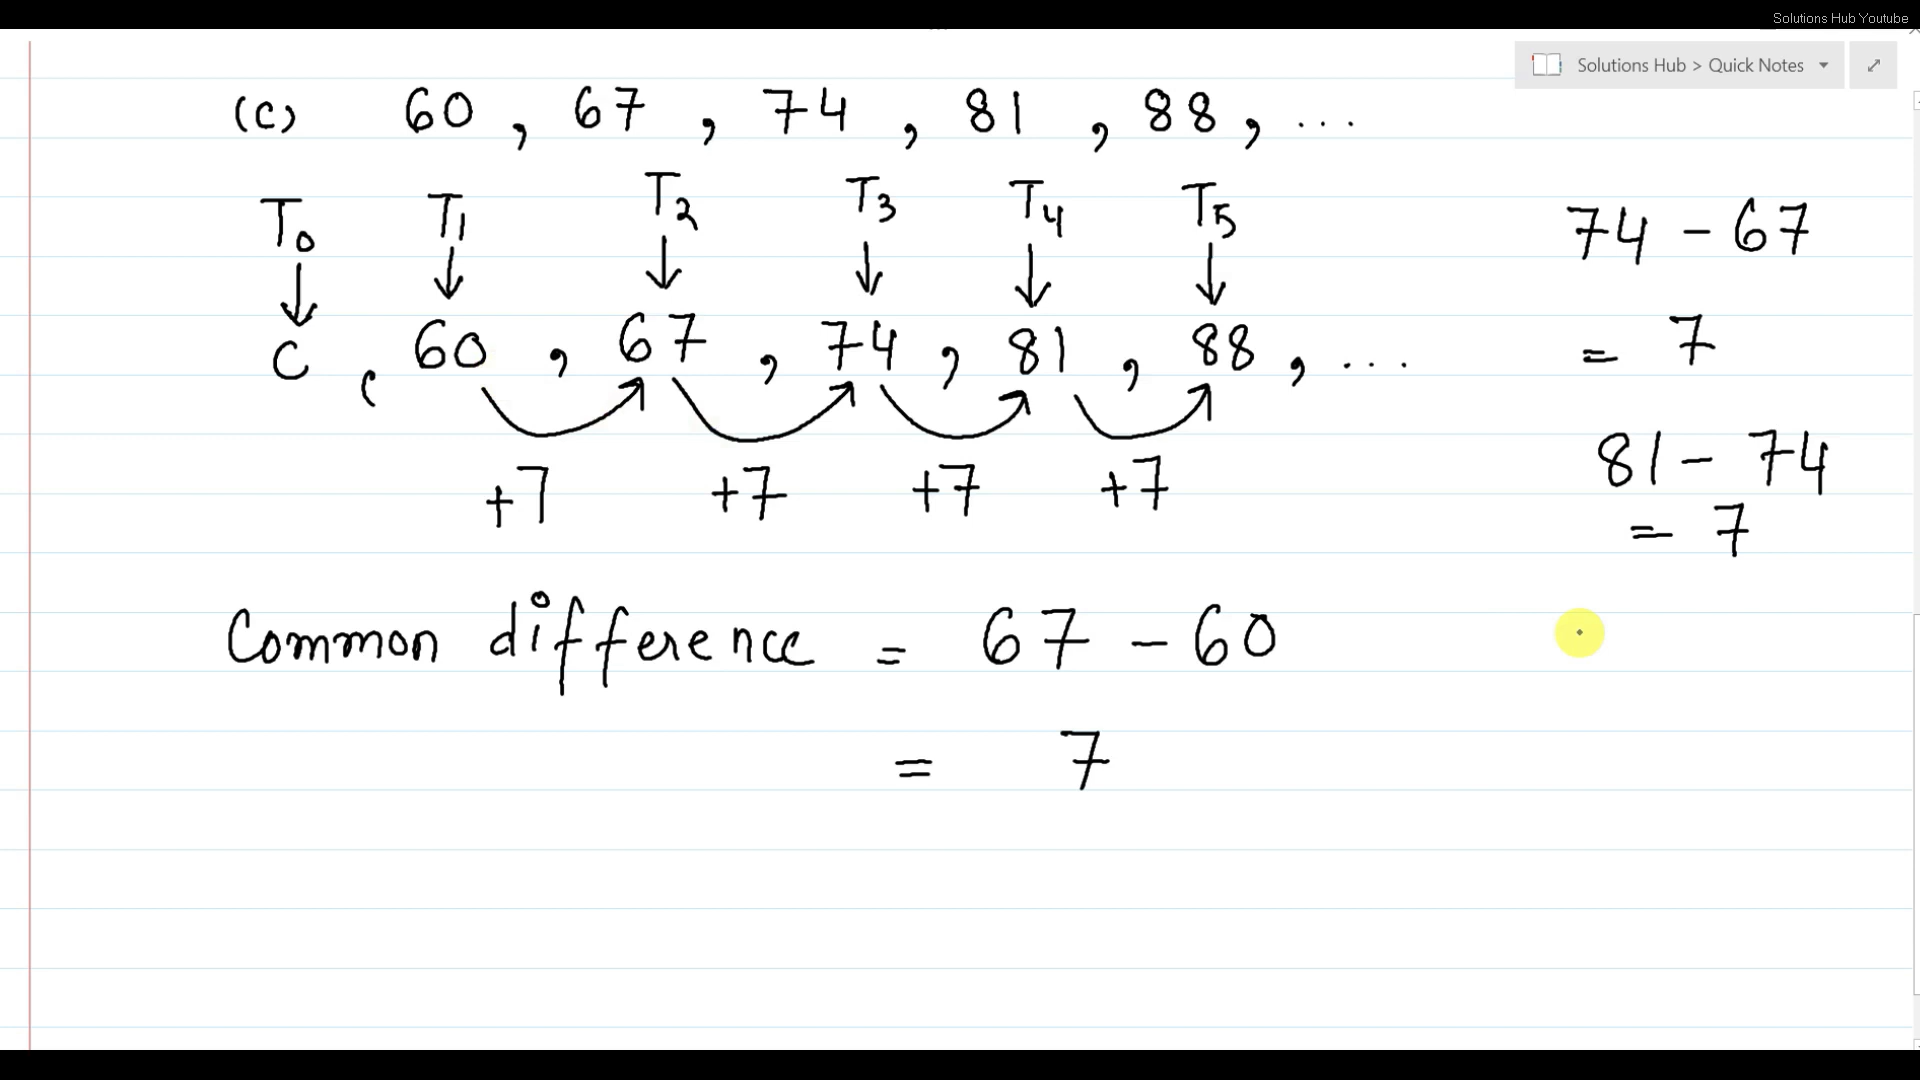 Solutions Hub Youtube
Solutions Hub > Quick Notes
(c) 60 , 67 , 74 , 81 , 88 , ...
T₀ T₁ T₂ T₃ T₄ T₅
↓ ↓ ↓ ↓ ↓ ↓
C , 60 , 67 , 74 , 81 , 88 , ...
+7 +7 +7 +7
74 - 67
= 7
81 - 74
= 7
Common difference = 67 - 60
= 7